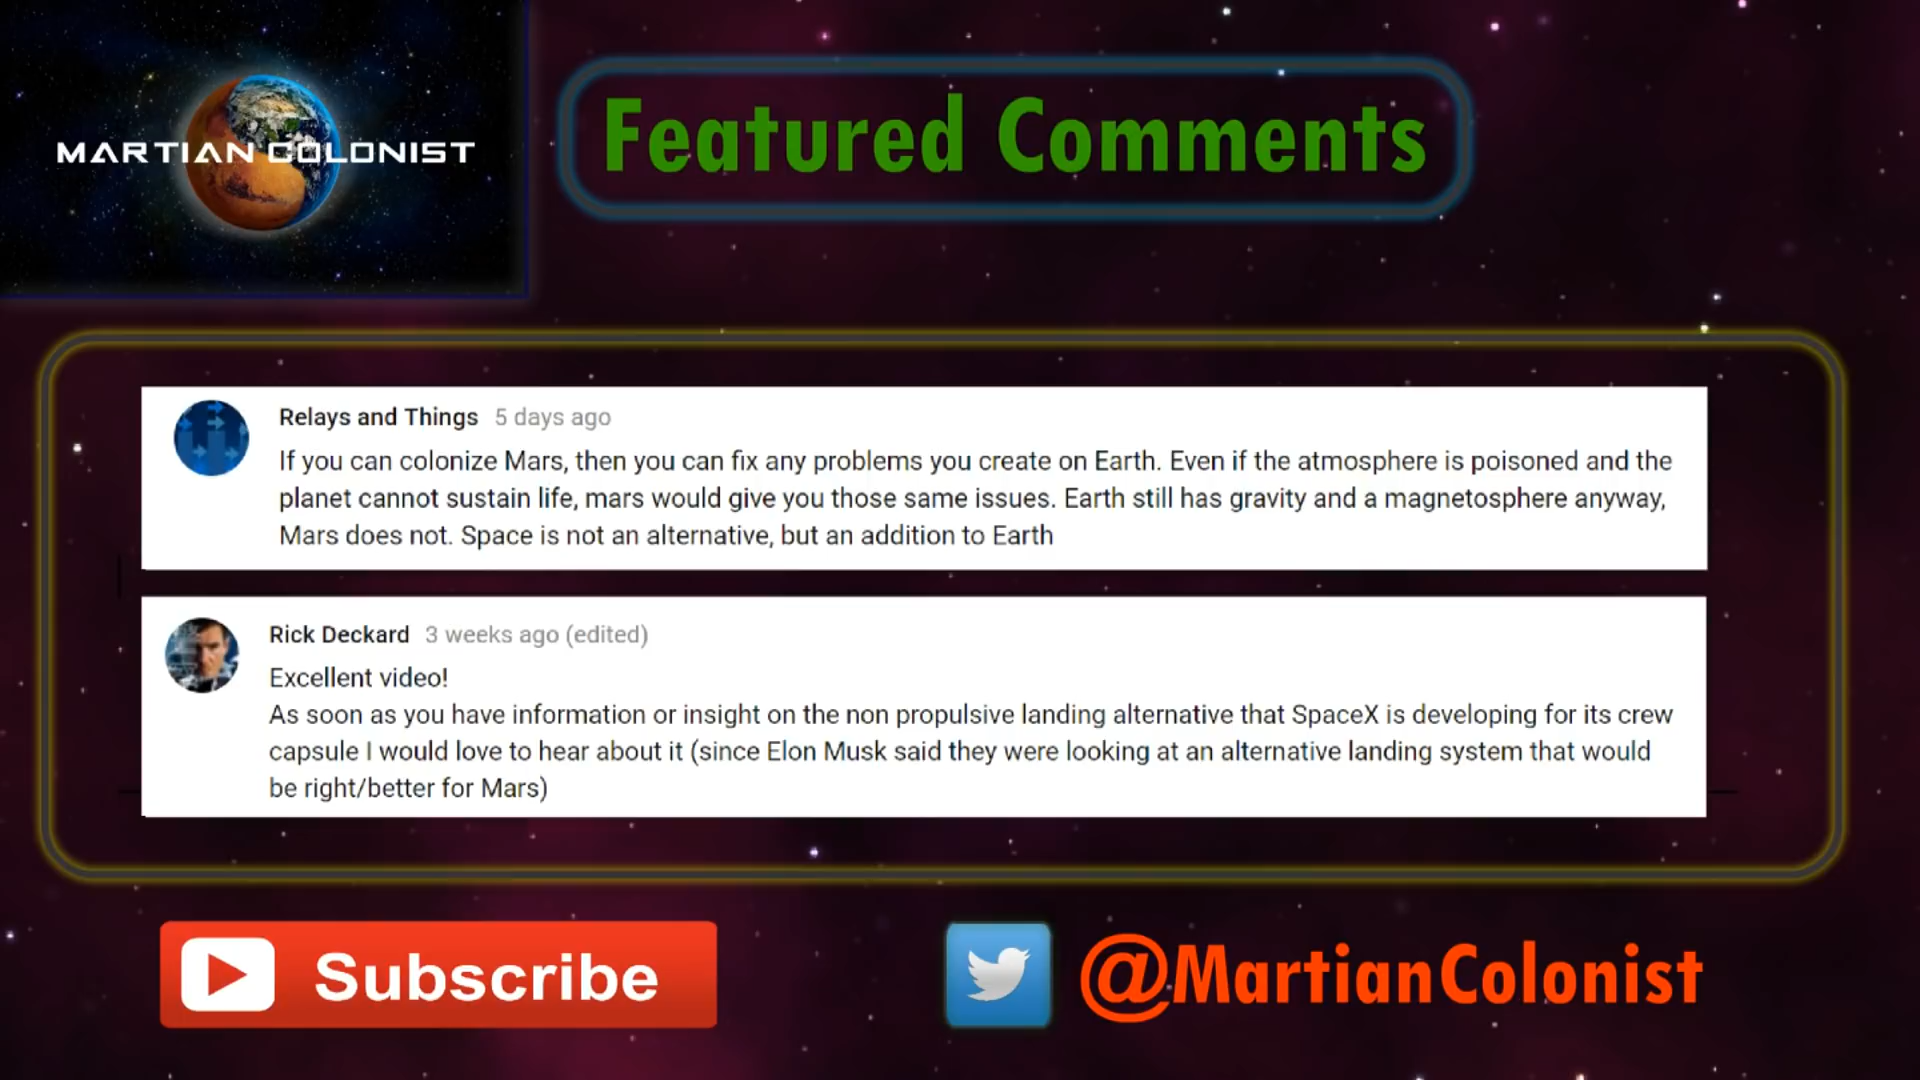 MARTIAN COLONIST
Featured Comments
Relays and Things 5 days ago
If you can colonize Mars, then you can fix any problems you create on Earth. Even if the atmosphere is poisoned and the
planet cannot sustain life, mars would give you those same issues. Earth still has gravity and a magnetosphere anyway,
Mars does not. Space is not an alternative, but an addition to Earth
Rick Deckard 3 weeks ago (edited)
Excellent video!
As soon as you have information or insight on the non propulsive landing alternative that SpaceX is developing for its crew
capsule I would love to hear about it (since Elon Musk said they were looking at an alternative landing system that would
be right/better for Mars)
Subscribe
@MartianColonist